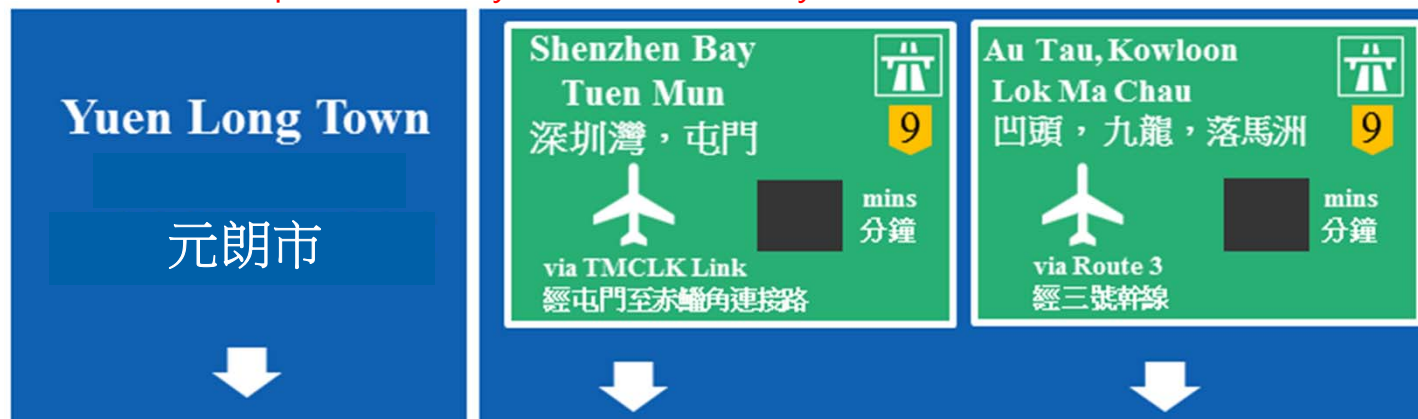 Yuen Long Town
元朗市
Shenzhen Bay
Tuen Mun
深圳灣，屯門
9
mins
分鐘
via TMCLK Link
經屯門至赤鱲角連接路
Au Tau, Kowloon
Lok Ma Chau
凹頭，九龍，落馬洲
9
mins
分鐘
via Route 3
經三號幹線